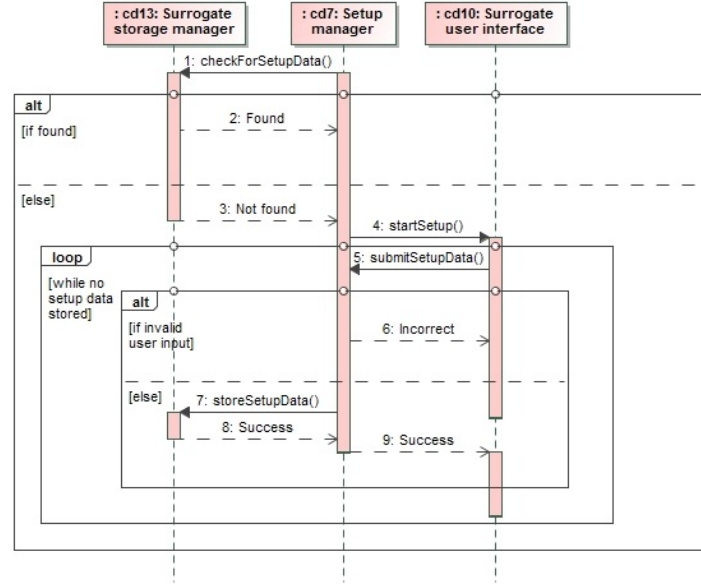 : cd13: Surrogate
storage manager
: cd7: Setup
manager
: cd10: Surrogate
user interface
1: checkForSetupData()
alt
[if found]
2: Found
[else]
3: Not found
4: startSetup()
loop
5: submitSetupData()
[while no
setup data
stored]
alt
[if invalid
user input]
6: Incorrect
[else]
7: storeSetupData()
8: Success
9: Success